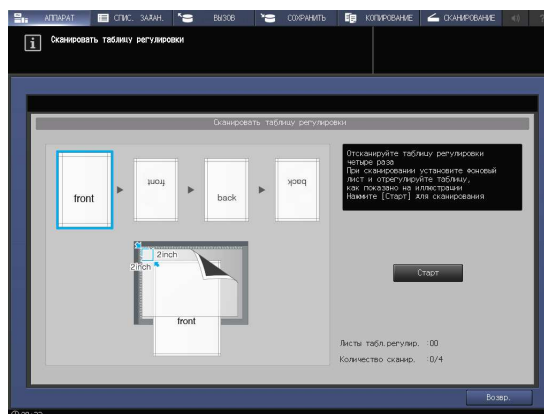 АППАРАТ
СПИС. ЗАДАН.
ВЫЗОВ
СОХРАНИТЬ
КОПИРОВАНИЕ
СКАНИРОВАНИЕ
?
i Сканировать таблицу регулировки
Сканировать таблицу регулировки
front
front
back
back
Отсканируйте таблицу регулировки
четыре раза
При сканировании установите фоновый
лист и отрегулируйте таблицу,
как показано на иллюстрации
Нажмите [Старт] для сканирования
2inch
2inch
front
Старт
Листы табл.регулир. :00
Количество сканир. :0/4
Возвр.